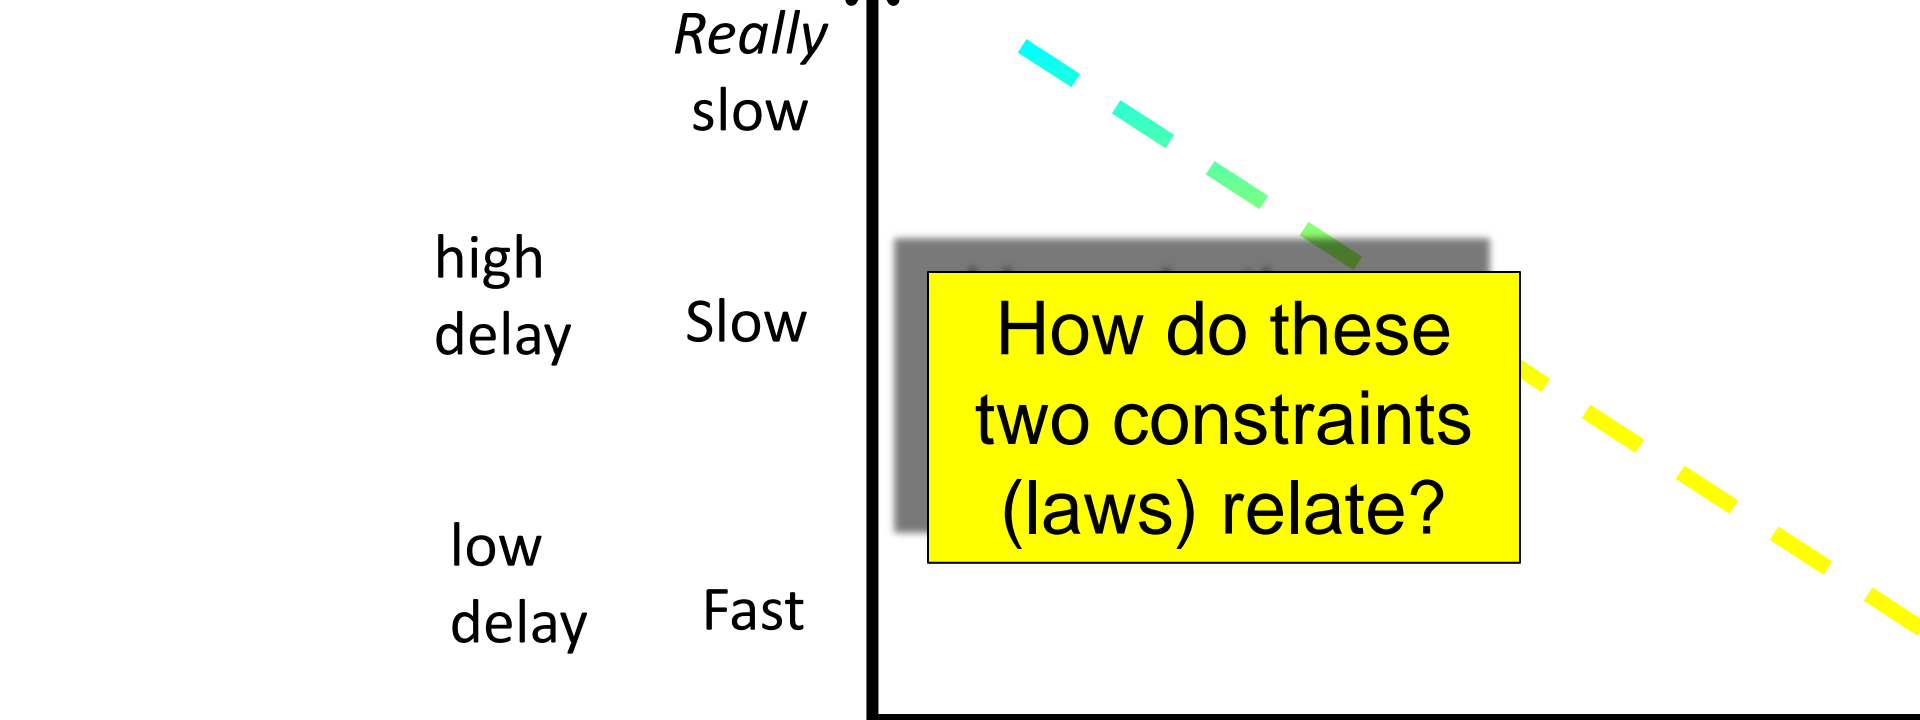 Really
slow
high
delay
Slow
How do these
two constraints
(laws) relate?
low
delay
Fast